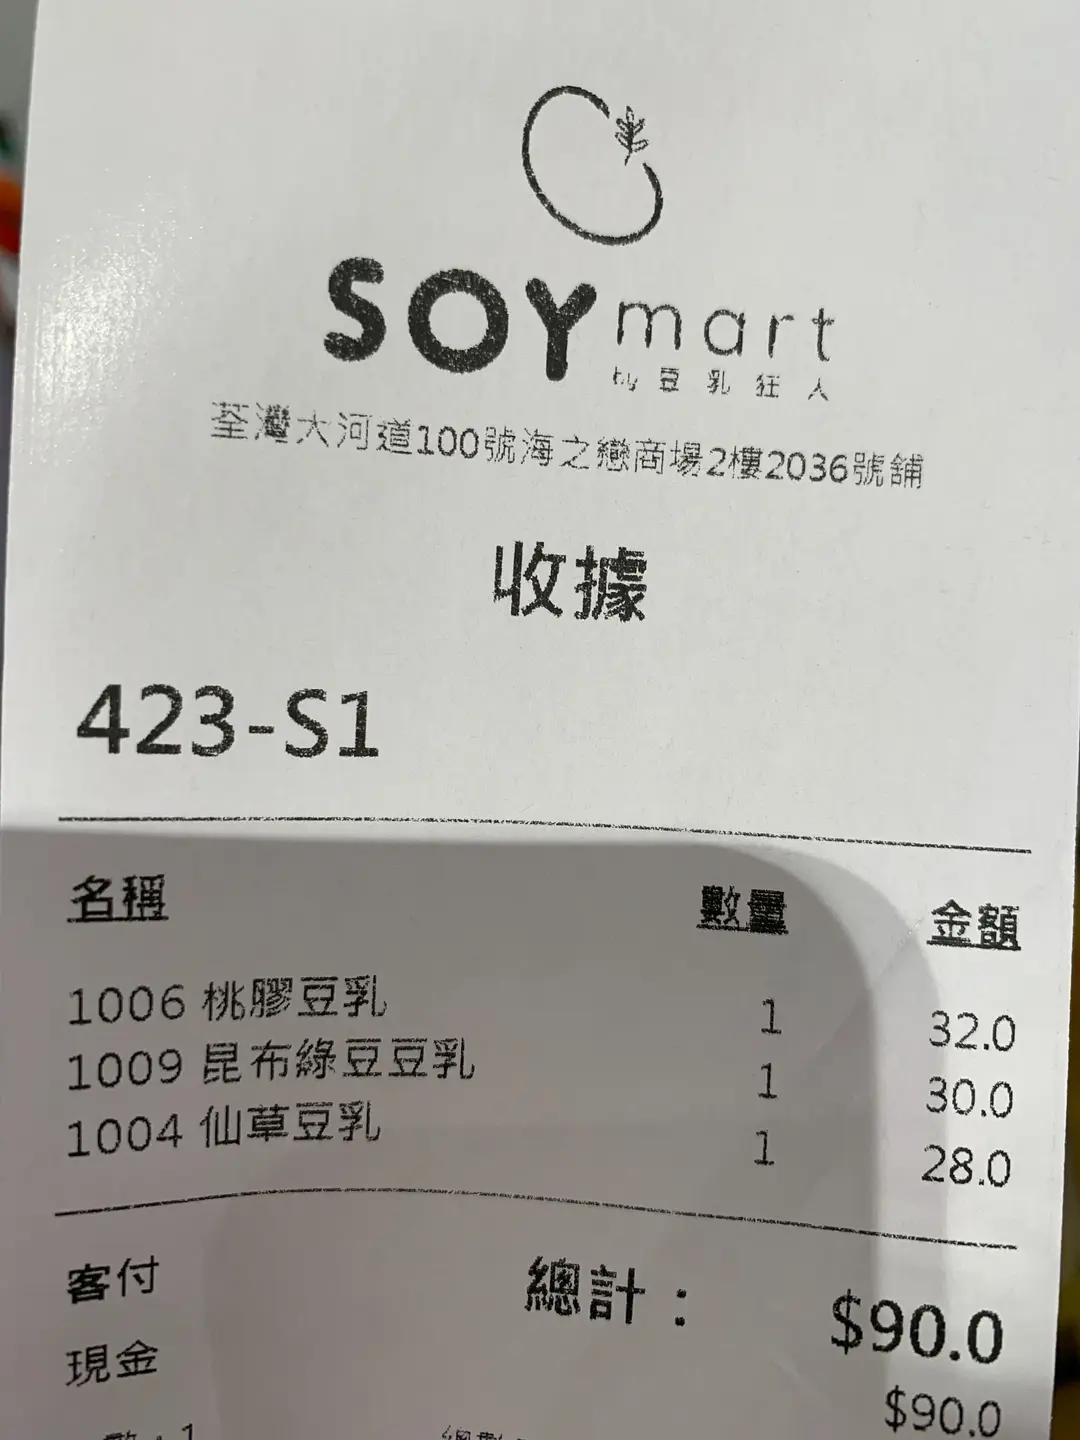 SOY mart
by 豆乳狂人
荃灣大河道100號海之戀商場2樓2036號舖
收據
423-S1
名稱 數量 金額
1006 桃膠豆乳 1 32.0
1009 昆布綠豆豆乳 1 30.0
1004 仙草豆乳 1 28.0
客付 總計： $90.0
現金 $90.0